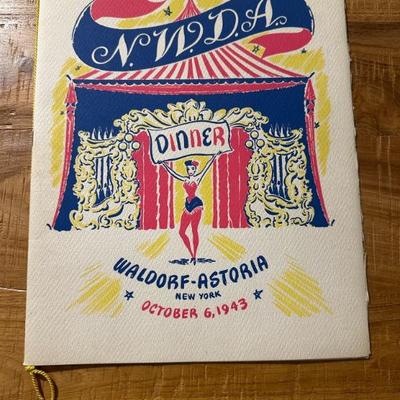 N.W.D.A.
DINNER
WALDORF-ASTORIA
NEW YORK
OCTOBER 6, 1943